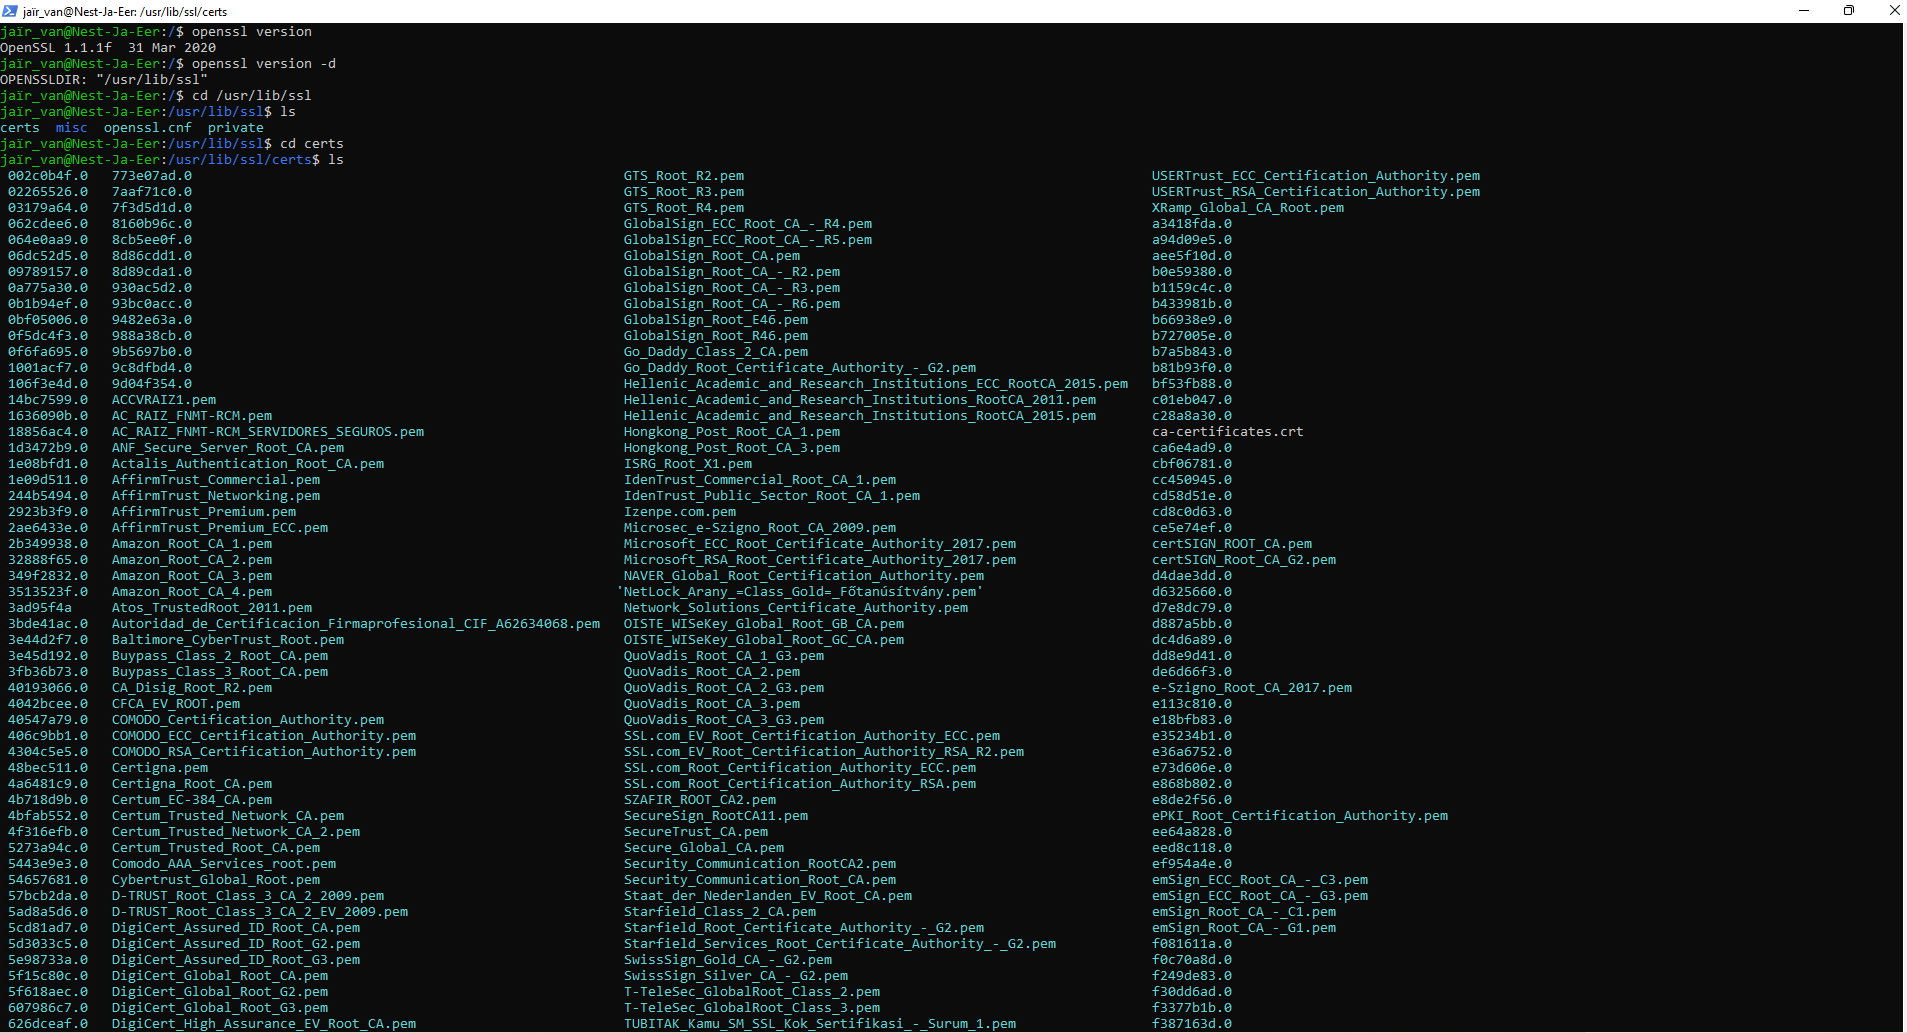 jaïr_van@Nest-Ja-Eer: /usr/lib/ssl/certs
jaïr_van@Nest-Ja-Eer:/$ openssl version
OpenSSL 1.1.1f  31 Mar 2020
jaïr_van@Nest-Ja-Eer:/$ openssl version -d
OPENSSLDIR: "/usr/lib/ssl"
jaïr_van@Nest-Ja-Eer:/$ cd /usr/lib/ssl
jaïr_van@Nest-Ja-Eer:/usr/lib/ssl$ ls
certs  misc  openssl.cnf  private
jaïr_van@Nest-Ja-Eer:/usr/lib/ssl$ cd certs
jaïr_van@Nest-Ja-Eer:/usr/lib/ssl/certs$ ls
002c0b4f.0 773e07ad.0 GTS_Root_R2.pem USERTrust_ECC_Certification_Authority.pem
02265526.0 7aaf71c0.0 GTS_Root_R3.pem USERTrust_RSA_Certification_Authority.pem
03179a64.0 7f3d5d1d.0 GTS_Root_R4.pem XRamp_Global_CA_Root.pem
062cdee6.0 8160b96c.0 GlobalSign_ECC_Root_CA_-_R4.pem a3418fda.0
064e0aa9.0 8cb5ee0f.0 GlobalSign_ECC_Root_CA_-_R5.pem a94d09e5.0
06dc52d5.0 8d86cdd1.0 GlobalSign_Root_CA.pem aee5f10d.0
09789157.0 8d89cda1.0 GlobalSign_Root_CA_-_R2.pem b0e59380.0
0a775a30.0 930ac5d2.0 GlobalSign_Root_CA_-_R3.pem b1159c4c.0
0b1b94ef.0 93bc0acc.0 GlobalSign_Root_CA_-_R6.pem b433981b.0
0bf05006.0 9482e63a.0 GlobalSign_Root_E46.pem b66938e9.0
0f5dc4f3.0 988a38cb.0 GlobalSign_Root_R46.pem b727005e.0
0f6fa695.0 9b5697b0.0 Go_Daddy_Class_2_CA.pem b7a5b843.0
1001acf7.0 9c8dfbd4.0 Go_Daddy_Root_Certificate_Authority_-_G2.pem b81b93f0.0
106f3e4d.0 9d04f354.0 Hellenic_Academic_and_Research_Institutions_ECC_RootCA_2015.pem bf53fb88.0
14bc7599.0 ACCVRAIZ1.pem Hellenic_Academic_and_Research_Institutions_RootCA_2011.pem c01eb047.0
1636090b.0 AC_RAIZ_FNMT-RCM.pem Hellenic_Academic_and_Research_Institutions_RootCA_2015.pem c28a8a30.0
18856ac4.0 AC_RAIZ_FNMT-RCM_SERVIDORES_SEGUROS.pem Hongkong_Post_Root_CA_1.pem ca-certificates.crt
1d3472b9.0 ANF_Secure_Server_Root_CA.pem Hongkong_Post_Root_CA_3.pem ca6e4ad9.0
1e08bfd1.0 Actalis_Authentication_Root_CA.pem ISRG_Root_X1.pem cbf06781.0
1e09d511.0 AffirmTrust_Commercial.pem IdenTrust_Commercial_Root_CA_1.pem cc450945.0
244b5494.0 AffirmTrust_Networking.pem IdenTrust_Public_Sector_Root_CA_1.pem cd58d51e.0
2923b3f9.0 AffirmTrust_Premium.pem Izenpe.com.pem cd8c0d63.0
2ae6433e.0 AffirmTrust_Premium_ECC.pem Microsec_e-Szigno_Root_CA_2009.pem ce5e74ef.0
2b349938.0 Amazon_Root_CA_1.pem Microsoft_ECC_Root_Certificate_Authority_2017.pem certSIGN_ROOT_CA.pem
32888f65.0 Amazon_Root_CA_2.pem Microsoft_RSA_Root_Certificate_Authority_2017.pem certSIGN_Root_CA_G2.pem
349f2832.0 Amazon_Root_CA_3.pem NAVER_Global_Root_Certification_Authority.pem d4dae3dd.0
3513523f.0 Amazon_Root_CA_4.pem 'NetLock_Arany_=Class_Gold=_Főtanúsítvány.pem' d6325660.0
3ad95f4a Atos_TrustedRoot_2011.pem Network_Solutions_Certificate_Authority.pem d7e8dc79.0
3bde41ac.0 Autoridad_de_Certificacion_Firmaprofesional_CIF_A62634068.pem OISTE_WISeKey_Global_Root_GB_CA.pem d887a5bb.0
3e44d2f7.0 Baltimore_CyberTrust_Root.pem OISTE_WISeKey_Global_Root_GC_CA.pem dc4d6a89.0
3e45d192.0 Buypass_Class_2_Root_CA.pem QuoVadis_Root_CA_1_G3.pem dd8e9d41.0
3fb36b73.0 Buypass_Class_3_Root_CA.pem QuoVadis_Root_CA_2.pem de6d66f3.0
40193066.0 CA_Disig_Root_R2.pem QuoVadis_Root_CA_2_G3.pem e-Szigno_Root_CA_2017.pem
4042bcee.0 CFCA_EV_ROOT.pem QuoVadis_Root_CA_3.pem e113c810.0
40547a79.0 COMODO_Certification_Authority.pem QuoVadis_Root_CA_3_G3.pem e18bfb83.0
406c9bb1.0 COMODO_ECC_Certification_Authority.pem SSL.com_EV_Root_Certification_Authority_ECC.pem e35234b1.0
4304c5e5.0 COMODO_RSA_Certification_Authority.pem SSL.com_EV_Root_Certification_Authority_RSA_R2.pem e36a6752.0
48bec511.0 Certigna.pem SSL.com_Root_Certification_Authority_ECC.pem e73d606e.0
4a6481c9.0 Certigna_Root_CA.pem SSL.com_Root_Certification_Authority_RSA.pem e868b802.0
4b718d9b.0 Certum_EC-384_CA.pem SZAFIR_ROOT_CA2.pem e8de2f56.0
4bfab552.0 Certum_Trusted_Network_CA.pem SecureSign_RootCA11.pem ePKI_Root_Certification_Authority.pem
4f316efb.0 Certum_Trusted_Network_CA_2.pem SecureTrust_CA.pem ee64a828.0
5273a94c.0 Certum_Trusted_Root_CA.pem Secure_Global_CA.pem eed8c118.0
5443e9e3.0 Comodo_AAA_Services_root.pem Security_Communication_RootCA2.pem ef954a4e.0
54657681.0 Cybertrust_Global_Root.pem Security_Communication_Root_CA.pem emSign_ECC_Root_CA_-_C3.pem
57bcb2da.0 D-TRUST_Root_Class_3_CA_2_2009.pem Staat_der_Nederlanden_EV_Root_CA.pem emSign_ECC_Root_CA_-_G3.pem
5ad8a5d6.0 D-TRUST_Root_Class_3_CA_2_EV_2009.pem Starfield_Class_2_CA.pem emSign_Root_CA_-_C1.pem
5cd81ad7.0 DigiCert_Assured_ID_Root_CA.pem Starfield_Root_Certificate_Authority_-_G2.pem emSign_Root_CA_-_G1.pem
5d3033c5.0 DigiCert_Assured_ID_Root_G2.pem Starfield_Services_Root_Certificate_Authority_-_G2.pem f081611a.0
5e98733a.0 DigiCert_Assured_ID_Root_G3.pem SwissSign_Gold_CA_-_G2.pem f0c70a8d.0
5f15c80c.0 DigiCert_Global_Root_CA.pem SwissSign_Silver_CA_-_G2.pem f249de83.0
5f618aec.0 DigiCert_Global_Root_G2.pem T-TeleSec_GlobalRoot_Class_2.pem f30dd6ad.0
607986c7.0 DigiCert_Global_Root_G3.pem T-TeleSec_GlobalRoot_Class_3.pem f3377b1b.0
626dceaf.0 DigiCert_High_Assurance_EV_Root_CA.pem TUBITAK_Kamu_SM_SSL_Kok_Sertifikasi_-_Surum_1.pem f387163d.0